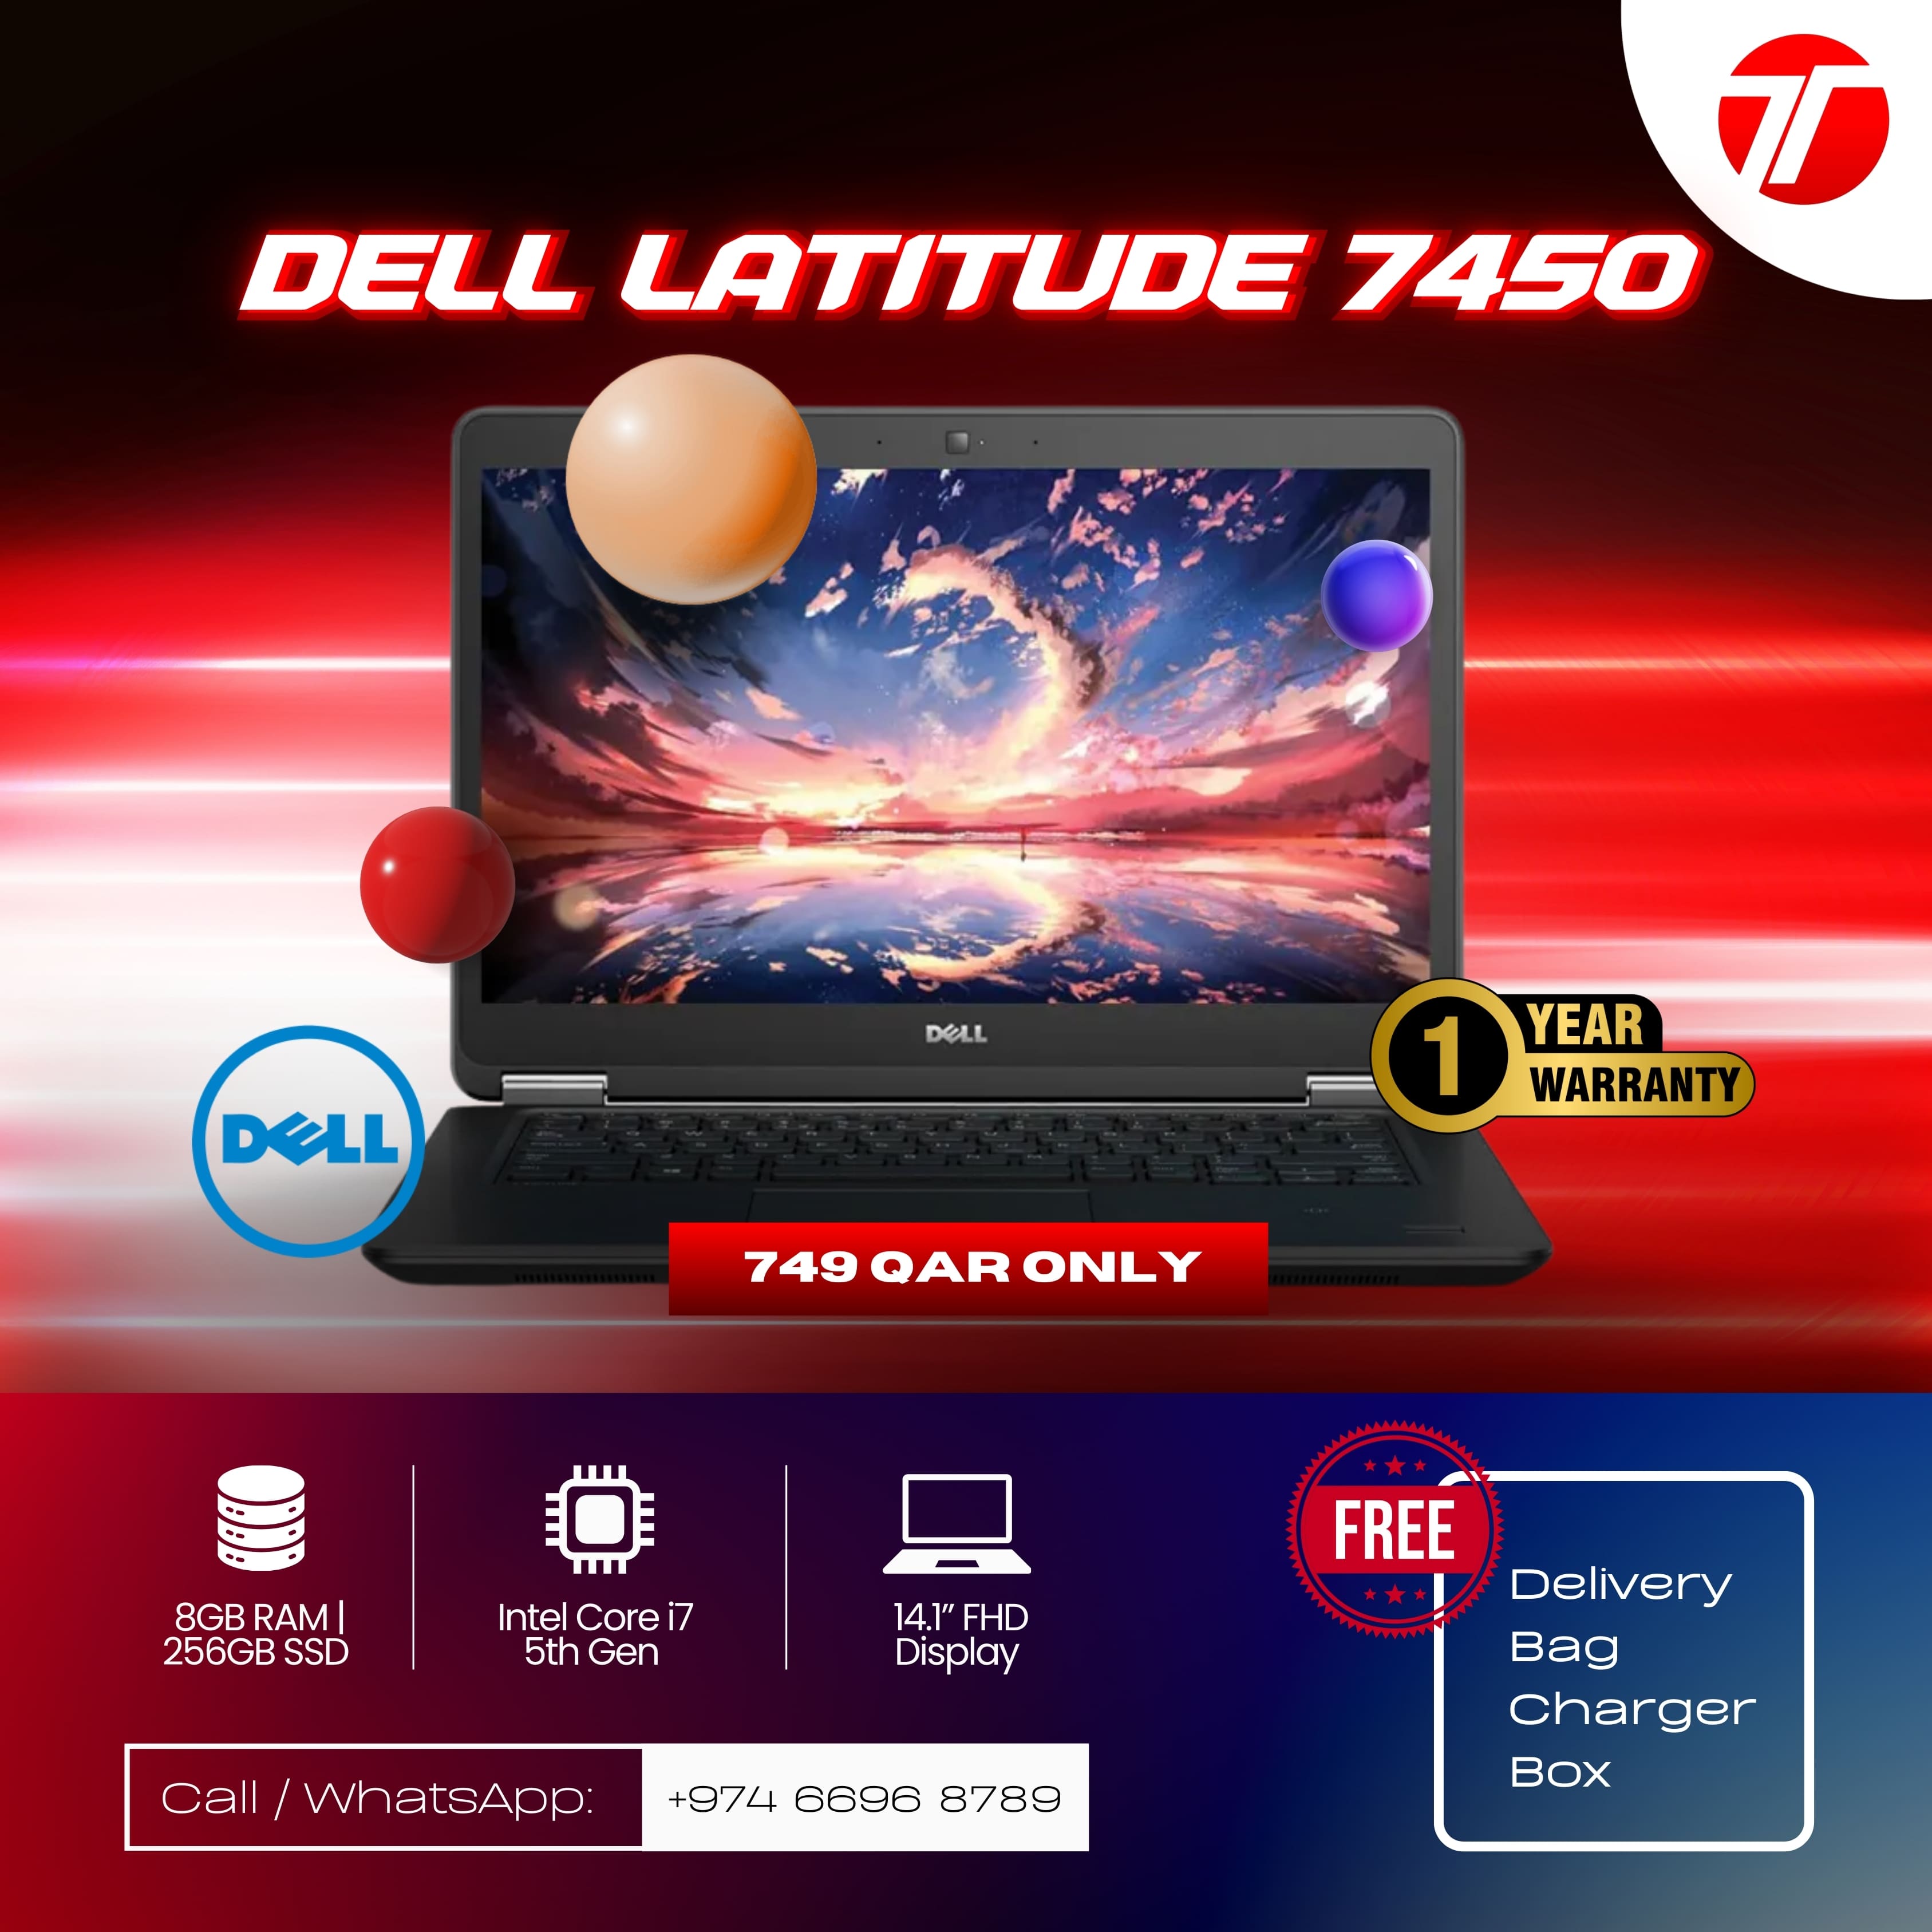 DELL LATITUDE 7450
DELL
1 YEAR
WARRANTY
DELL
749 QAR ONLY
8GB RAM |
256GB SSD
Intel Core i7
5th Gen
14.1” FHD
Display
FREE
Delivery
Bag
Charger
Box
Call / WhatsApp: +974 6696 8789